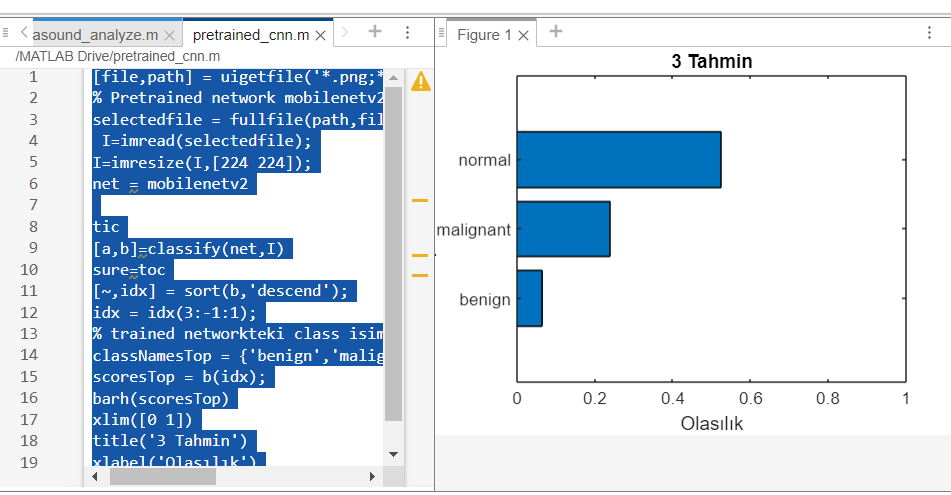 asound_analyze.m
pretrained_cnn.m
/MATLAB Drive/pretrained_cnn.m
1 [file,path] = uigetfile('*.png;*
2 % Pretrained network mobilenetv2
3 selectedfile = fullfile(path,fil
4 I=imread(selectedfile);
5 I=imresize(I,[224 224]);
6 net = mobilenetv2
7
8 tic
9 [a,b]=classify(net,I)
10 sure=toc
11 [~,idx] = sort(b,'descend');
12 idx = idx(3:-1:1);
13 % trained networkteki class isim
14 classNamesTop = {'benign','malig
15 scoresTop = b(idx);
16 barh(scoresTop)
17 xlim([0 1])
18 title('3 Tahmin')
19 xlabel('Olasılık')
Figure 1
3 Tahmin
normal
malignant
benign
0 0.2 0.4 0.6 0.8 1
Olasılık